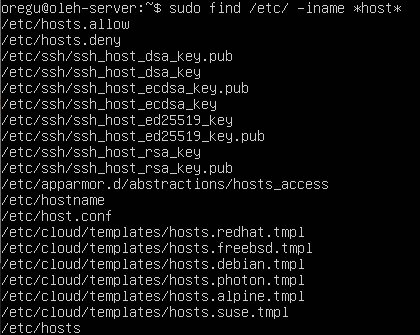 oregu@oleh-server:~$ sudo find /etc/ -iname *host*
/etc/hosts.allow
/etc/hosts.deny
/etc/ssh/ssh_host_dsa_key.pub
/etc/ssh/ssh_host_dsa_key
/etc/ssh/ssh_host_ecdsa_key.pub
/etc/ssh/ssh_host_ecdsa_key
/etc/ssh/ssh_host_ed25519_key
/etc/ssh/ssh_host_ed25519_key.pub
/etc/ssh/ssh_host_rsa_key
/etc/ssh/ssh_host_rsa_key.pub
/etc/apparmor.d/abstractions/hosts_access
/etc/hostname
/etc/host.conf
/etc/cloud/templates/hosts.redhat.tmpl
/etc/cloud/templates/hosts.freebsd.tmpl
/etc/cloud/templates/hosts.debian.tmpl
/etc/cloud/templates/hosts.photon.tmpl
/etc/cloud/templates/hosts.alpine.tmpl
/etc/cloud/templates/hosts.suse.tmpl
/etc/hosts